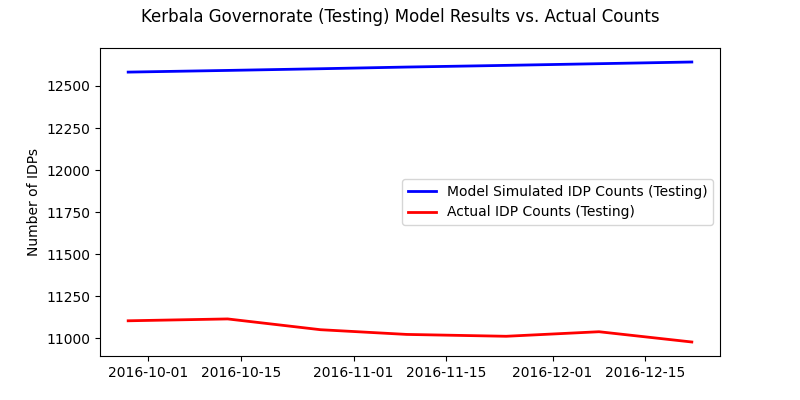 Kerbala Governorate (Testing) Model Results vs. Actual Counts
12500
12250
12000
11750
11500
11250
11000
Number of IDPs
Model Simulated IDP Counts (Testing)
Actual IDP Counts (Testing)
2016-10-01 2016-10-15 2016-11-01 2016-11-15 2016-12-01 2016-12-15